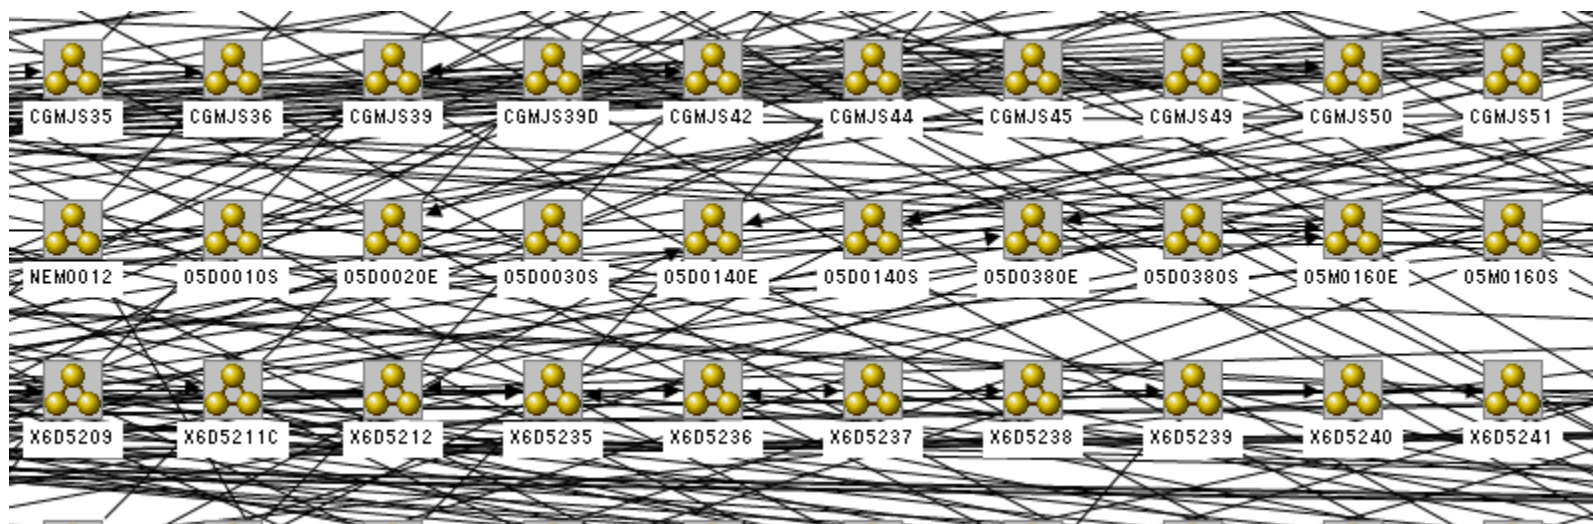 CGMJS35 CGMJS36 CGMJS39 CGMJS39D CGMJS42 CGMJS44 CGMJS45 CGMJS49 CGMJS50 CGMJS51
NEM0012 05D0010S 05D0020E 05D0030S 05D0140E 05D0140S 05D0380E 05D0380S 05M0160E 05M0160S
X6D5209 X6D5211C X6D5212 X6D5235 X6D5236 X6D5237 X6D5238 X6D5239 X6D5240 X6D5241